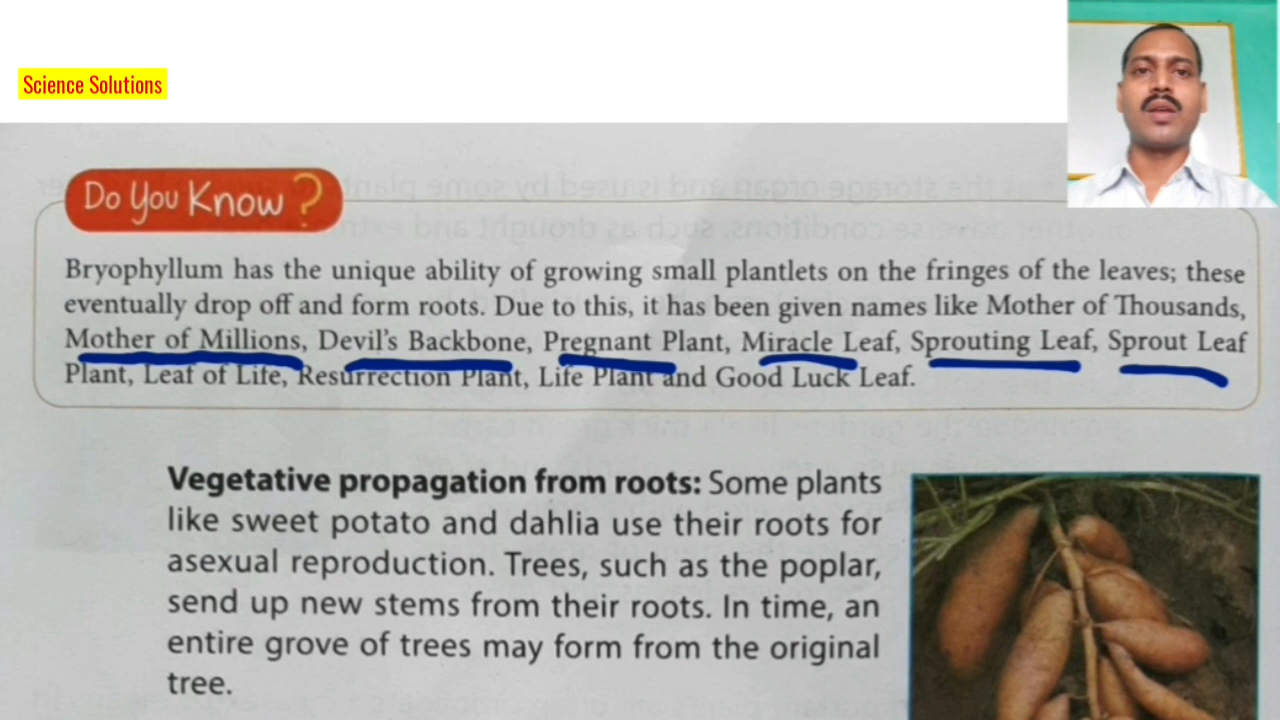 Science Solutions
Do You Know?
Bryophyllum has the unique ability of growing small plantlets on the fringes of the leaves; these
eventually drop off and form roots. Due to this, it has been given names like Mother of Thousands,
Mother of Millions, Devil's Backbone, Pregnant Plant, Miracle Leaf, Sprouting Leaf, Sprout Leaf
Plant, Leaf of Life, Resurrection Plant, Life Plant and Good Luck Leaf.
Vegetative propagation from roots: Some plants
like sweet potato and dahlia use their roots for
asexual reproduction. Trees, such as the poplar,
send up new stems from their roots. In time, an
entire grove of trees may form from the original
tree.